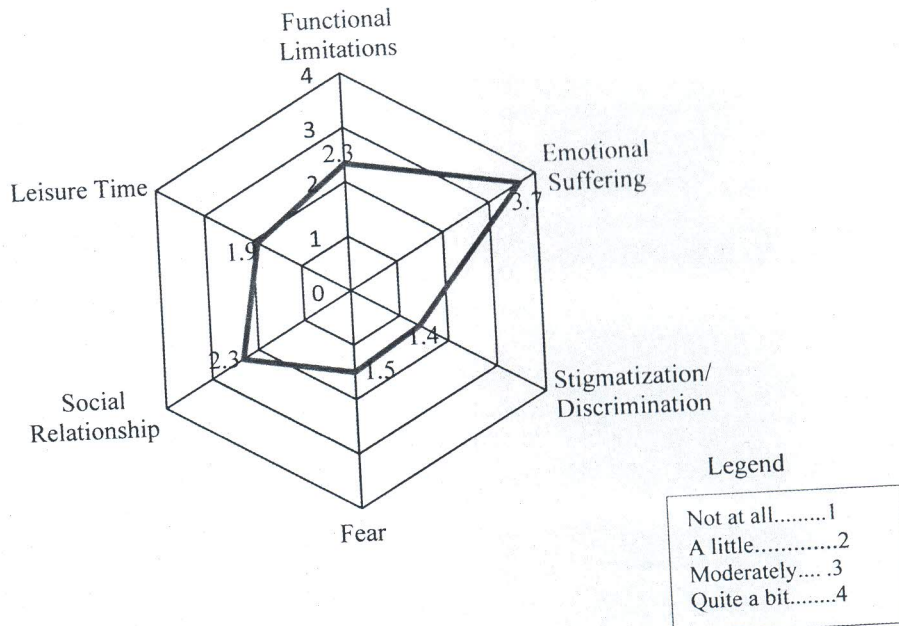 Functional
Limitations
4
3
2.3
2
1
0
Emotional
Suffering
3.7
Leisure Time
1.9
1.4
Stigmatization/
Discrimination
2.3
1.5
Social
Relationship
Fear
Legend
Not at all.........1
A little.............2
Moderately.... .3
Quite a bit........4